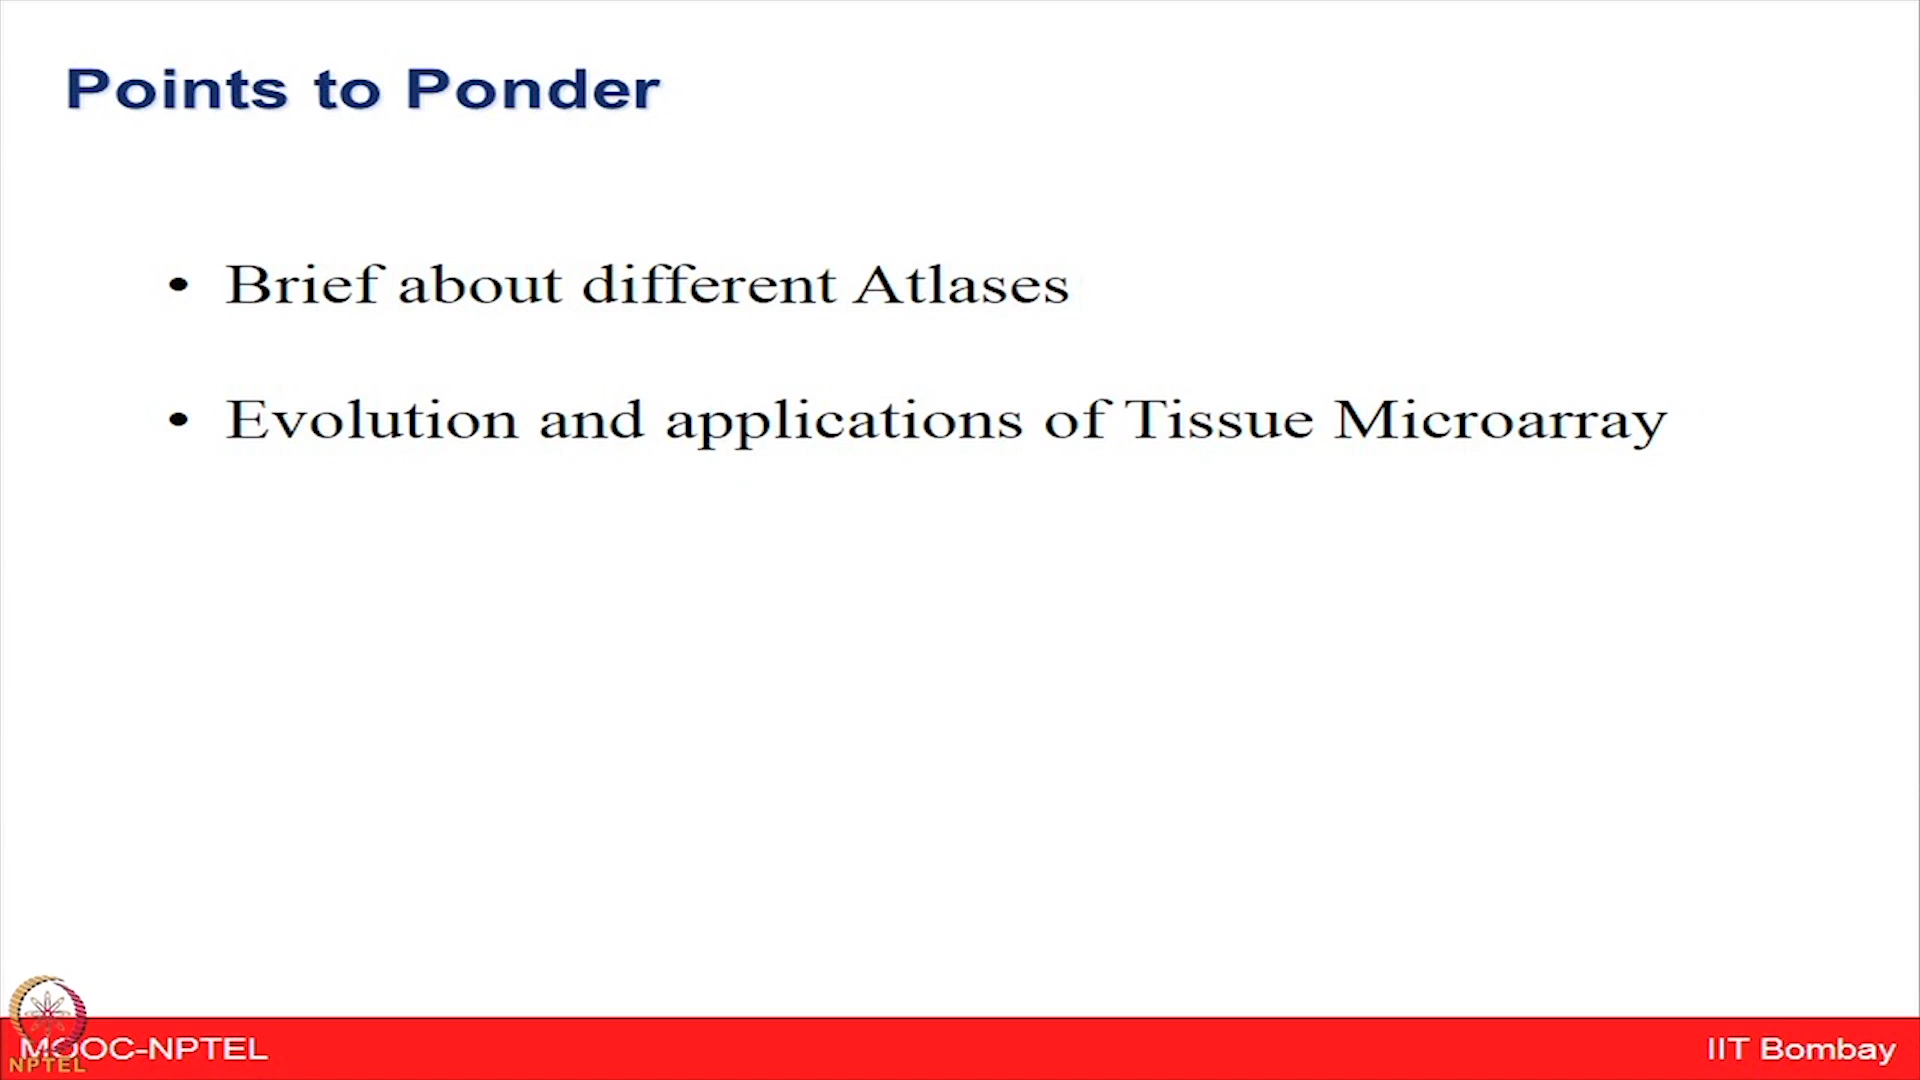 Points to Ponder
• Brief about different Atlases
• Evolution and applications of Tissue Microarray
MOOC-NPTEL
NPTEL
IIT Bombay